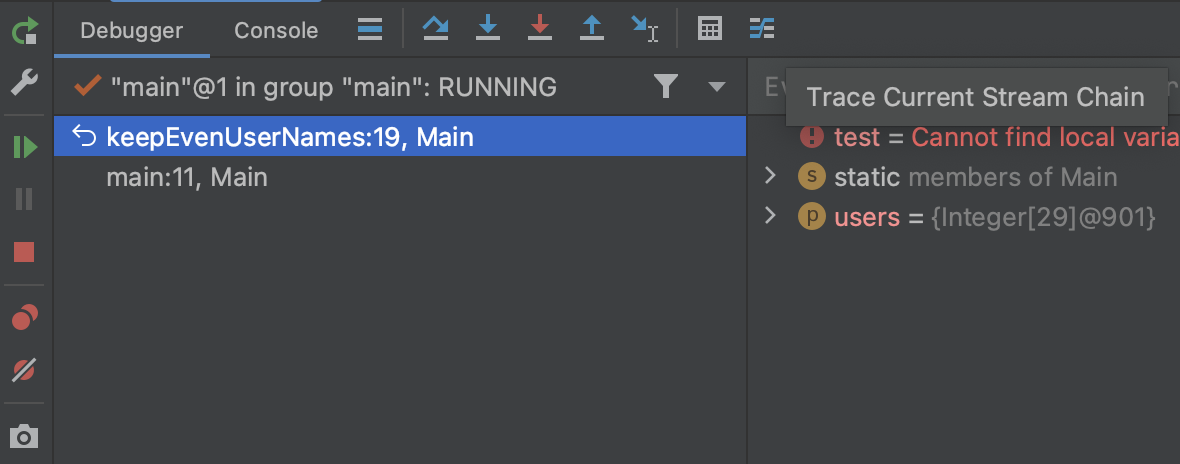 Debugger Console
"main"@1 in group "main": RUNNING
Trace Current Stream Chain
keepEvenUserNames:19, Main
main:11, Main
test = Cannot find local varia
s static members of Main
p users = {Integer[29]@901}